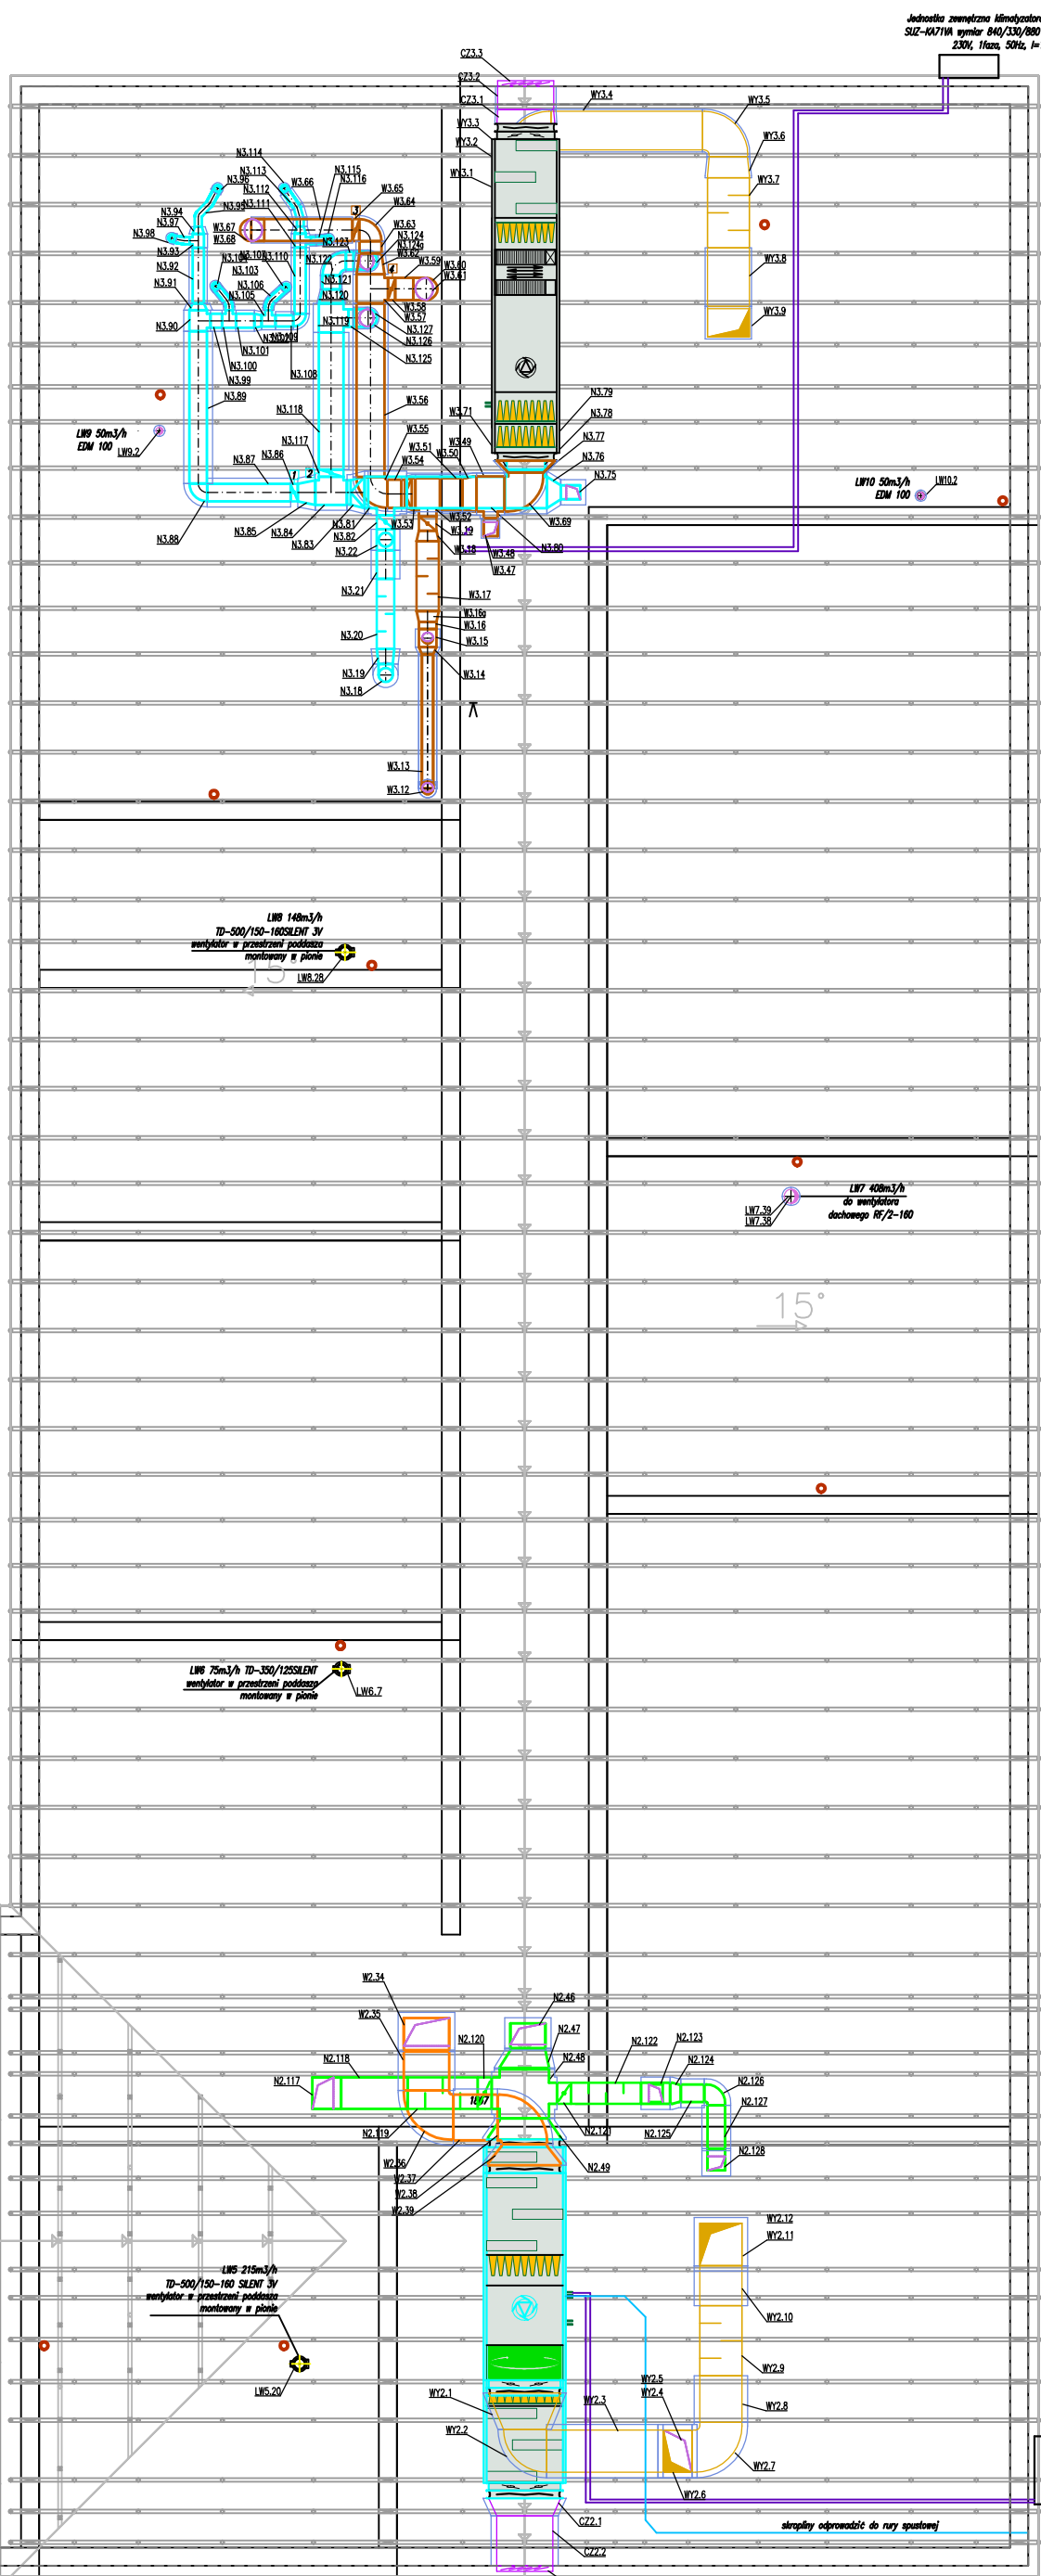 Jednostka zewnętrzna klimatyzatora
SUZ-KA71VA wymiar 840/330/880
230V, 1faza, 50Hz, I=
CZ3.3
CZ3.2
CZ3.1
WY3.4
WY3.5
WY3.3
WY3.2
WY3.1
WY3.6
WY3.7
WY3.8
WY3.9
N3.114
N3.113
N3.96
N3.112
N3.111
W3.66
N3.115
N3.116
W3.65
W3.64
3
N3.94
N3.95
N3.97
N3.98
N3.93
N3.92
N3.91
N3.90
W3.67
W3.68
W3.63
N3.124
N3.124g
W3.62
N3.123
N3.122
N3.121
N3.120
N3.119
4
W3.59
W3.60
W3.61
W3.58
W3.57
N3.127
N3.126
N3.125
N3.110
N3.103
N3.106
N3.105
N3.101
N3.100
N3.99
N3.109
N3.108
N3.89
W3.56
N3.118
N3.117
W3.55
W3.54
W3.51
W3.50
W3.49
W3.71
N3.79
N3.78
N3.77
N3.76
N3.75
LW9 50m3/h
EDM 100
LW9.2
LW10 50m3/h
EDM 100
LW10.2
1
2
N3.87
N3.86
N3.88
N3.85
N3.84
N3.83
N3.82
N3.81
W3.53
W3.52
W3.19
W3.18
W3.48
W3.47
W3.69
N3.80
N3.22
N3.21
N3.20
N3.19
N3.18
W3.17
W3.16g
W3.16
W3.15
W3.14
W3.13
W3.12
LW8 148m3/h
TD-500/150-160SILENT 3V
wentylator w przestrzeni poddasza
montowany w pionie
LW8.28
15°
LW7 408m3/h
do wentylatora
dachowego RF/2-160
LW7.39
LW7.38
15°
LW6 75m3/h TD-350/125SILENT
wentylator w przestrzeni poddasza
montowany w pionie
LW6.7
W2.34
W2.35
N2.46
N2.47
N2.48
N2.118
N2.117
N2.120
N2.122
N2.123
N2.124
N2.126
N2.127
N2.128
N2.125
N2.121
N2.119
W2.36
W2.37
W2.38
W2.39
N2.49
WY2.12
WY2.11
WY2.10
WY2.9
WY2.8
WY2.7
WY2.6
WY2.5
WY2.4
WY2.3
WY2.1
WY2.2
LW5 215m3/h
TD-500/150-160 SILENT 3V
wentylator w przestrzeni poddasza
montowany w pionie
LW5.20
CZ2.1
CZ2.2
skropliny odprowadzić do rury spustowej